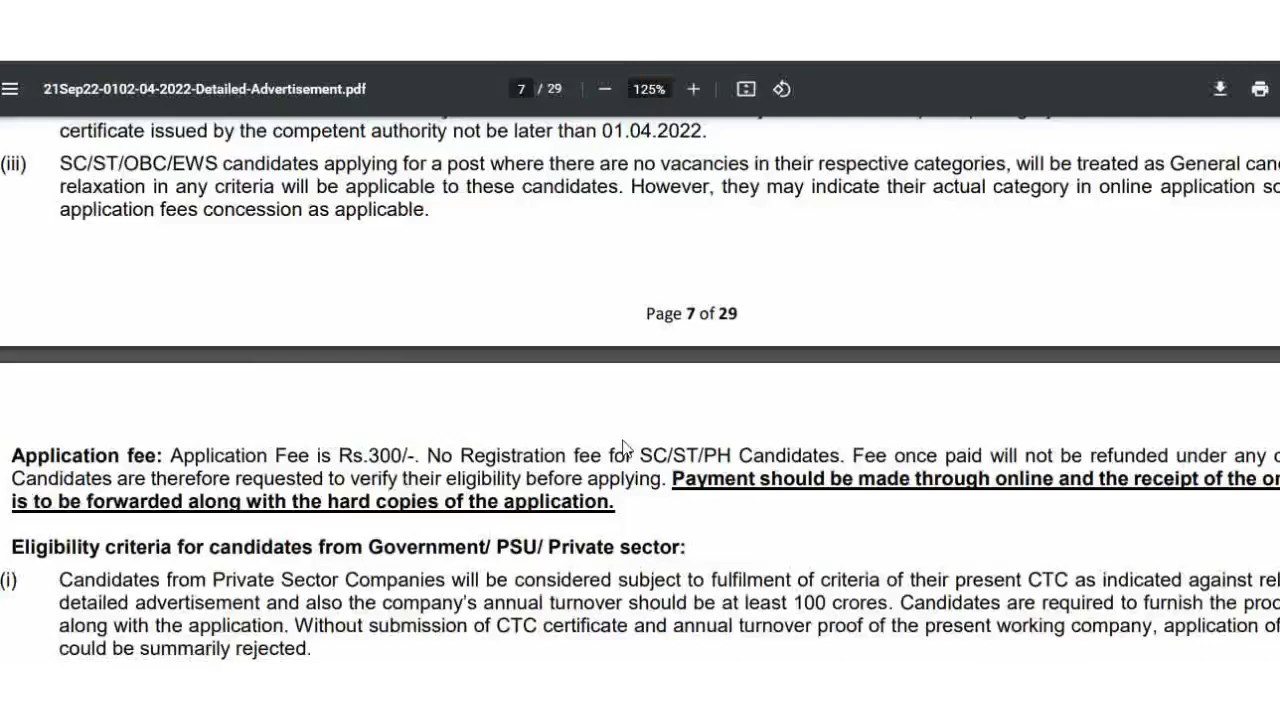 21Sep22-0102-04-2022-Detailed-Advertisement.pdf 7 / 29 125%
certificate issued by the competent authority not be later than 01.04.2022.
(iii) SC/ST/OBC/EWS candidates applying for a post where there are no vacancies in their respective categories, will be treated as General
relaxation in any criteria will be applicable to these candidates. However, they may indicate their actual category in online application
application fees concession as applicable.
Page 7 of 29
Application fee: Application Fee is Rs.300/-. No Registration fee for SC/ST/PH Candidates. Fee once paid will not be refunded under any
Candidates are therefore requested to verify their eligibility before applying. Payment should be made through online and the receipt of the
is to be forwarded along with the hard copies of the application.
Eligibility criteria for candidates from Government/ PSU/ Private sector:
(i) Candidates from Private Sector Companies will be considered subject to fulfilment of criteria of their present CTC as indicated against
detailed advertisement and also the company's annual turnover should be at least 100 crores. Candidates are required to furnish the
along with the application. Without submission of CTC certificate and annual turnover proof of the present working company, application of
could be summarily rejected.